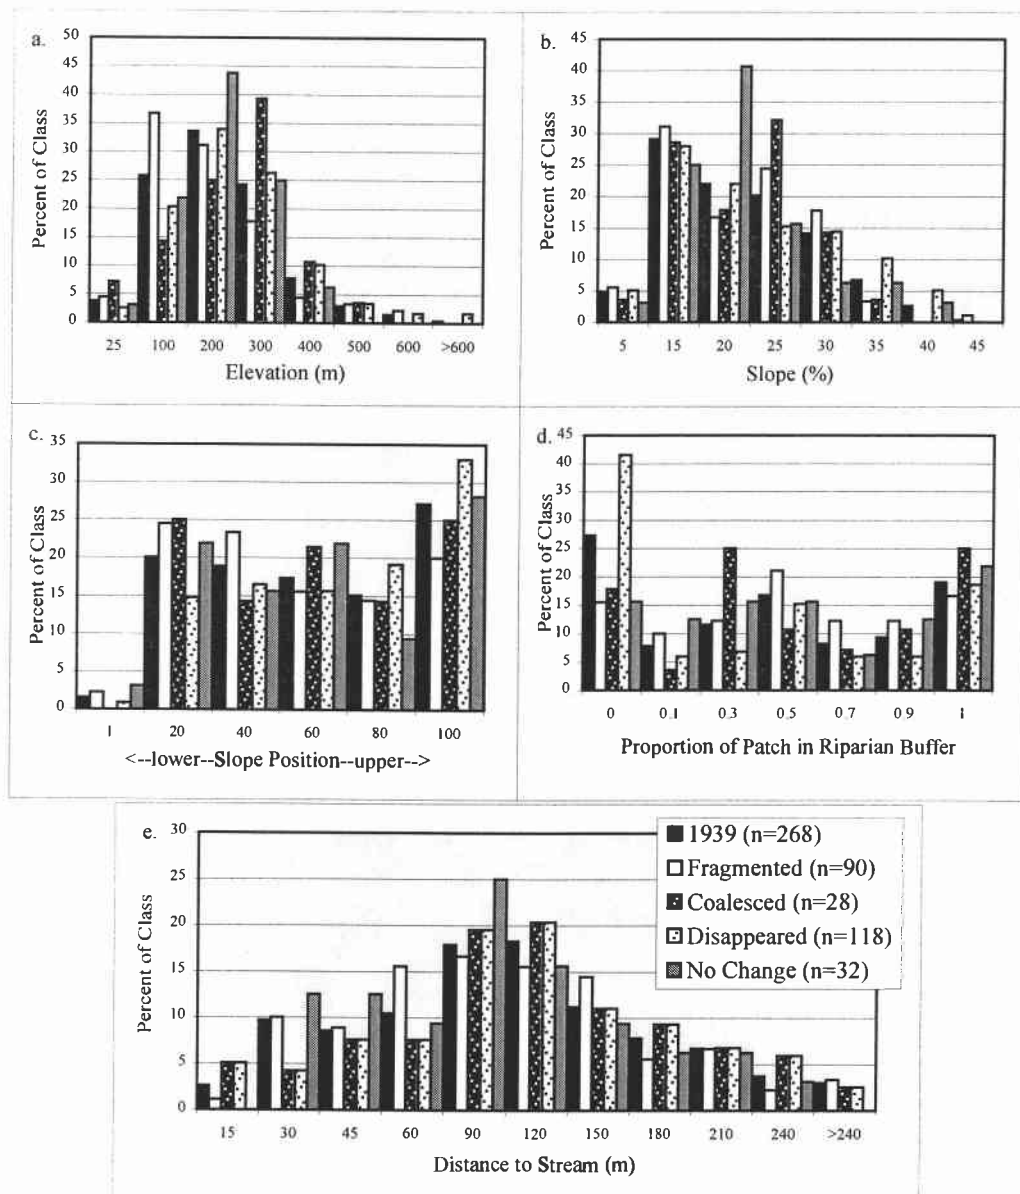 a.
Percent of Class
50
45
40
35
30
25
20
15
10
5
0
25 100 200 300 400 500 600 >600
Elevation (m)
b.
Percent of Class
45
40
35
30
25
20
15
10
5
0
5 15 20 25 30 35 40 45
Slope (%)
c.
Percent of Class
35
30
25
20
15
10
5
0
1 20 40 60 80 100
<--lower--Slope Position--upper-->
d.
Percent of Class
45
40
35
30
25
20
15
10
5
0
0 0.1 0.3 0.5 0.7 0.9 1
Proportion of Patch in Riparian Buffer
e.
Percent of Class
30
25
20
15
10
5
0
15 30 45 60 90 120 150 180 210 240 >240
Distance to Stream (m)
1939 (n=268)
Fragmented (n=90)
Coalesced (n=28)
Disappeared (n=118)
No Change (n=32)